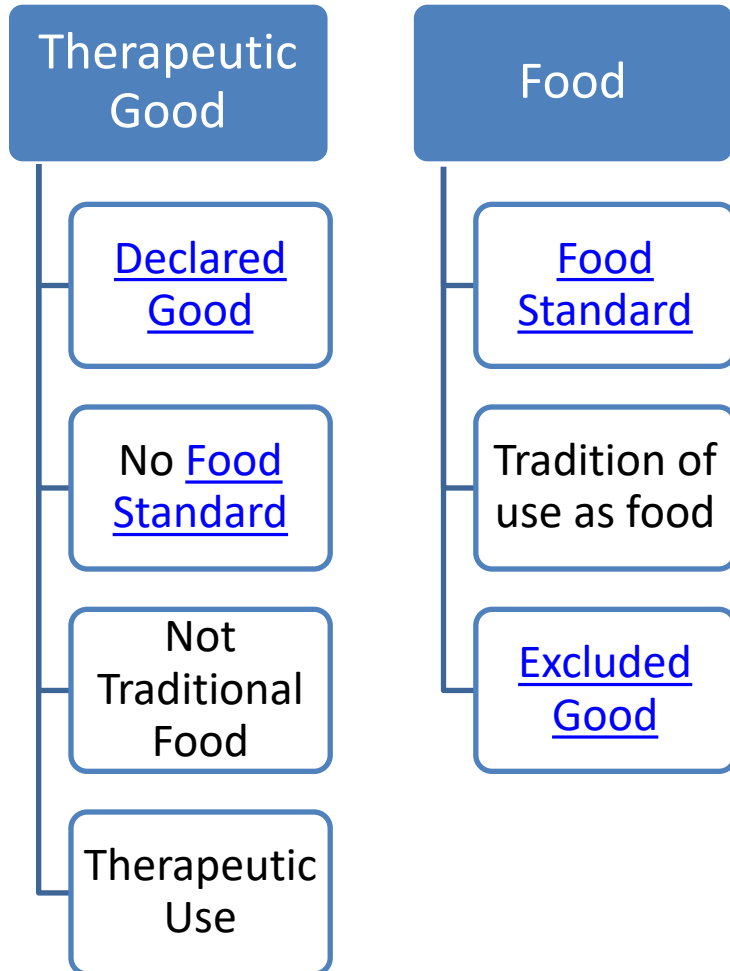 Therapeutic
Good
Declared
Good
No Food
Standard
Not
Traditional
Food
Therapeutic
Use
Food
Food
Standard
Tradition of
use as food
Excluded
Good